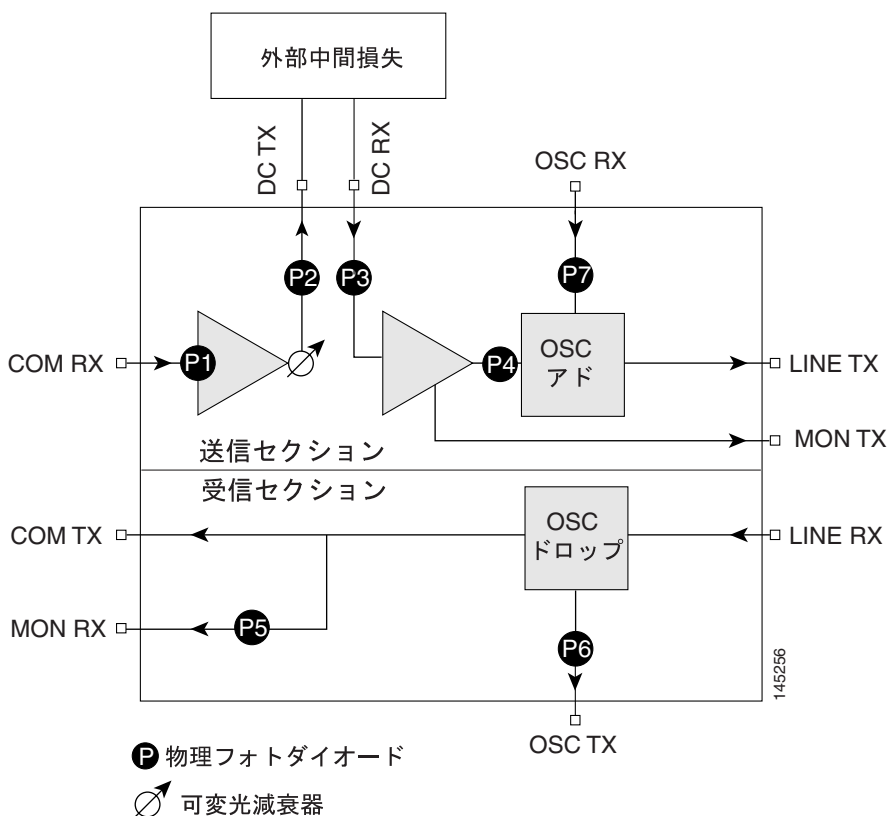 外部中間損失
DC TX
DC RX
OSC RX
P2
P3
P7
COM RX
P1
P4
OSC
アド
LINE TX
MON TX
送信セクション
受信セクション
COM TX
OSC
ドロップ
LINE RX
MON RX
P5
P6
145256
OSC TX
P 物理フォトダイオード
可変光減衰器